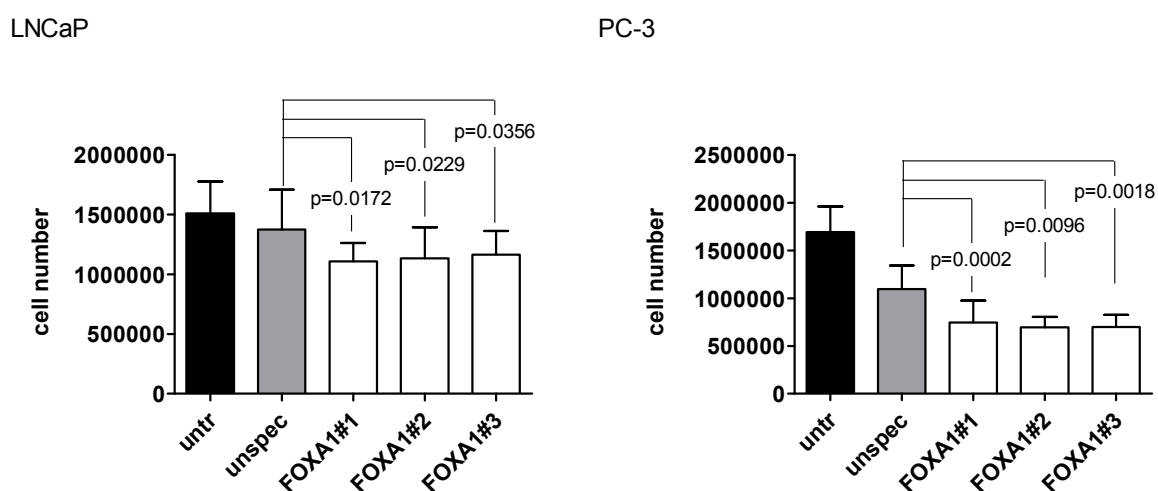 LNCaP
p=0.0356
p=0.0229
p=0.0172
2000000
1500000
1000000
500000
0
cell number
untr
unspec
FOXA1#1
FOXA1#2
FOXA1#3
PC-3
p=0.0018
p=0.0096
p=0.0002
2500000
2000000
1500000
1000000
500000
0
cell number
untr
unspec
FOXA1#1
FOXA1#2
FOXA1#3